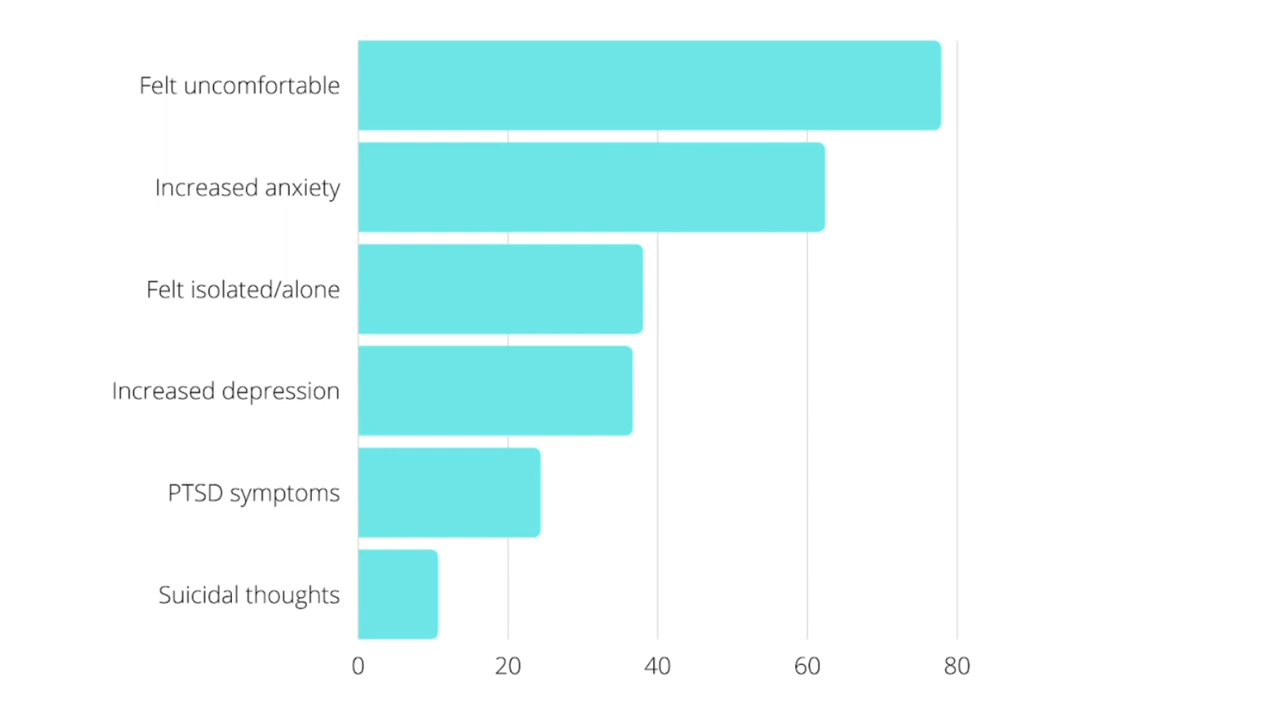 Felt uncomfortable
Increased anxiety
Felt isolated/alone
Increased depression
PTSD symptoms
Suicidal thoughts
0 20 40 60 80